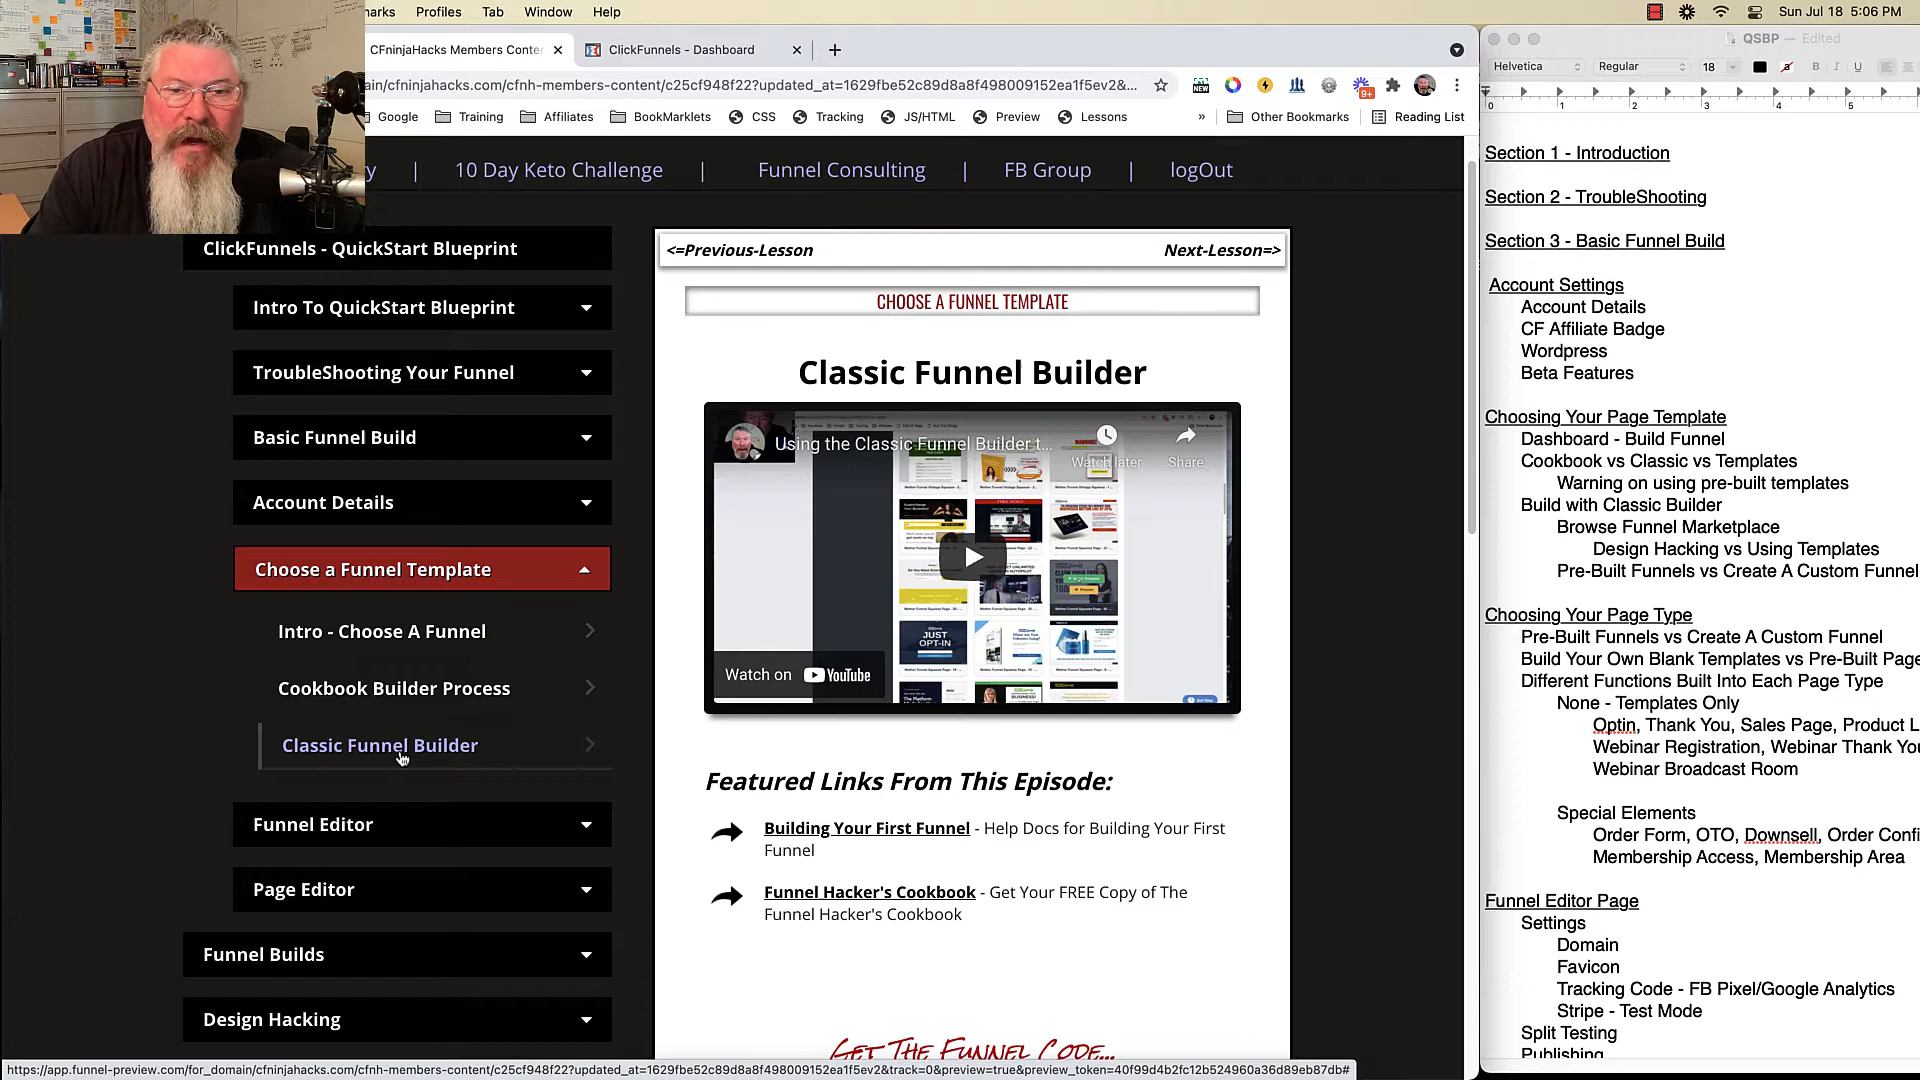 marks Profiles Tab Window Help
Sun Jul 18 5:06 PM
CFninjaHacks Members Conter
ClickFunnels - Dashboard
QSBP — Edited
ain/cfninjahacks.com/cfnh-members-content/c25cf948f22?updated_at=1629fbe52c89d8a8f498009152ea1f5ev2&...
NEW
9+
Helvetica
Regular
18
B I U
0 1 2 3 4 5
Google Training Affiliates BookMarklets CSS Tracking JS/HTML Preview Lessons » Other Bookmarks Reading List
y | 10 Day Keto Challenge | Funnel Consulting | FB Group | logOut
ClickFunnels - QuickStart Blueprint
Intro To QuickStart Blueprint
TroubleShooting Your Funnel
Basic Funnel Build
Account Details
Choose a Funnel Template
Intro - Choose A Funnel
Cookbook Builder Process
Classic Funnel Builder
Funnel Editor
Page Editor
Funnel Builds
Design Hacking
<=Previous-Lesson
Next-Lesson=>
CHOOSE A FUNNEL TEMPLATE
Classic Funnel Builder
Using the Classic Funnel Builder t...
Watch later
Share
JUST
OPT-IN
Watch on YouTube
Featured Links From This Episode:
Building Your First Funnel - Help Docs for Building Your First
Funnel
Funnel Hacker's Cookbook - Get Your FREE Copy of The
Funnel Hacker's Cookbook
Get The Funnel Code...
Section 1 - Introduction
Section 2 - TroubleShooting
Section 3 - Basic Funnel Build
Account Settings
Account Details
CF Affiliate Badge
Wordpress
Beta Features
Choosing Your Page Template
Dashboard - Build Funnel
Cookbook vs Classic vs Templates
Warning on using pre-built templates
Build with Classic Builder
Browse Funnel Marketplace
Design Hacking vs Using Templates
Pre-Built Funnels vs Create A Custom Funnel
Choosing Your Page Type
Pre-Built Funnels vs Create A Custom Funnel
Build Your Own Blank Templates vs Pre-Built Page
Different Functions Built Into Each Page Type
None - Templates Only
Optin, Thank You, Sales Page, Product L
Webinar Registration, Webinar Thank You
Webinar Broadcast Room
Special Elements
Order Form, OTO, Downsell, Order Confi
Membership Access, Membership Area
Funnel Editor Page
Settings
Domain
Favicon
Tracking Code - FB Pixel/Google Analytics
Stripe - Test Mode
Split Testing
Publishing
https://app.funnel-preview.com/for_domain/cfninjahacks.com/cfnh-members-content/c25cf948f22?updated_at=1629fbe52c89d8a8f498009152ea1f5ev2&track=0&preview=true&preview_token=40f99d4b2fc12b524960a36d89eb87db#